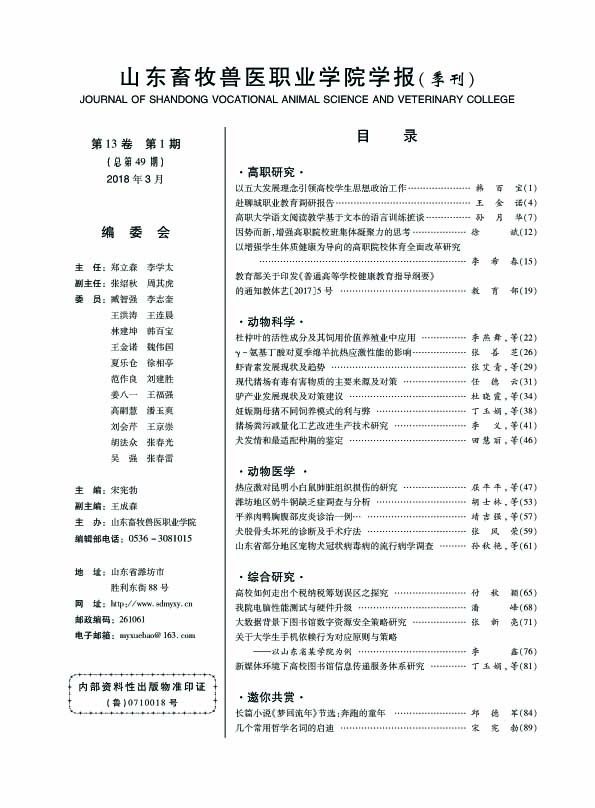 山东畜牧兽医职业学院学报(季刊)
JOURNAL OF SHANDONG VOCATIONAL ANIMAL SCIENCE AND VETERINARY COLLEGE
第13卷 第1期
(总第49期)
2018年3月
编 委 会
主 任：郑立森 李学太
副主任：张绍秋 周其虎
委 员：臧智强 李志奎
王洪涛 王连晨
林建坤 韩百宝
王金诺 魏伟国
夏乐仓 徐相亭
范作良 刘建胜
姜八一 王福强
高嗣慧 潘玉爽
刘会芹 王京崇
胡法众 张春光
吴 强 张春雷
主 编：宋宪勃
副主编：王成森
主 办：山东畜牧兽医职业学院
编辑部电话：0536－3081015
地 址：山东省潍坊市
胜利东街88号
网 址：http://www.sdmyxy.cn
邮政编码：261061
电子邮箱：myxuebao@163.com
内部资料性出版物准印证
(鲁)0710018号
目 录
·高职研究·
以五大发展理念引领高校学生思想政治工作…………………韩百宝(1)
赴聊城职业教育调研报告…………………王金诺(4)
高职大学语文阅读教学基于文本的语言训练摭谈……………孙月华(7)
因势而新，增强高职院校班集体凝聚力的思考………………徐斌(12)
以增强学生体质健康为导向的高职院校体育全面改革研究
…………………李希春(15)
教育部关于印发《普通高等学校健康教育指导纲要》
的通知教体艺〔2017〕5号…………………教育部(19)
·动物科学·
杜仲叶的活性成分及其饲用价值养殖业中应用……………李燕舞，等(22)
γ－氨基丁酸对夏季绵羊抗热应激性能的影响………………张善芝(26)
虾青素发展现状及趋势…………………张艾青，等(29)
现代猪场有毒有害物质的主要来源及对策…………………任德云(31)
驴产业发展现状及对策建议…………………杜晓霞，等(34)
妊娠期母猪不同饲养模式的利与弊…………………丁玉娟，等(38)
猪场粪污减量化工艺改进生产技术研究…………………李义，等(41)
犬发情和最适配种期的鉴定…………………田慧丽，等(46)
·动物医学·
热应激对昆明小白鼠肺脏组织损伤的研究…………………屈平平，等(47)
潍坊地区奶牛铜缺乏症调查与分析…………………胡士林，等(53)
平养肉鸭胸腹部皮炎诊治一例…………………靖吉强，等(57)
犬股骨头坏死的诊断及手术疗法…………………张凤荣(59)
山东省部分地区宠物犬冠状病毒病的流行病学调查………孙秋艳，等(61)
·综合研究·
高校如何走出个税纳税筹划误区之探究…………………付秋颖(65)
我院电脑性能测试与硬件升级…………………潘峰(68)
大数据背景下图书馆数字资源安全策略研究…………………张新亮(71)
关于大学生手机依赖行为对应原则与策略
——以山东省某学院为例…………………李鑫(76)
新媒体环境下高校图书馆信息传递服务体系研究…………丁玉娟，等(81)
·邀你共赏·
长篇小说《梦回流年》节选：奔跑的童年…………………邱德军(84)
几个常用哲学名词的启迪…………………宋宪勃(89)